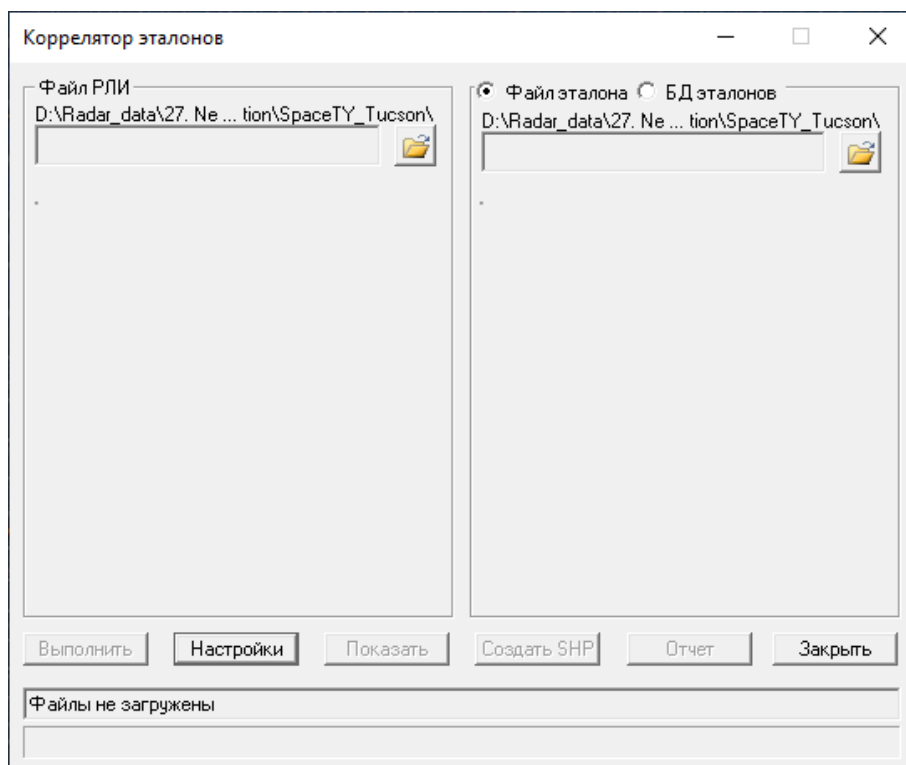 Коррелятор эталонов
Файл РЛИ
D:\Radar_data\27. Ne ... tion\SpaceTY_Tucson\
Файл эталона БД эталонов
D:\Radar_data\27. Ne ... tion\SpaceTY_Tucson\
Выполнить Настройки Показать Создать SHP Отчет Закрыть
Файлы не загружены